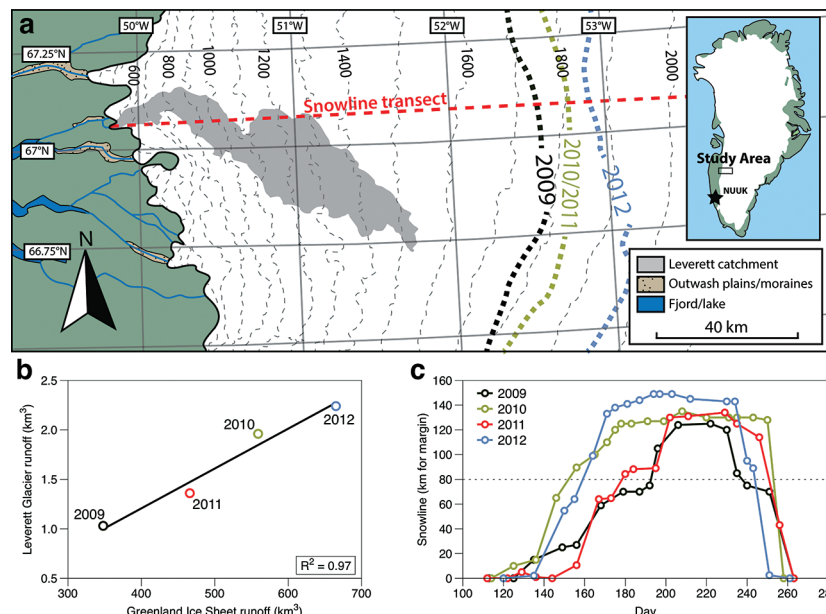 a
50°W
51°W
52°W
53°W
67.25°N
67°N
66.75°N
600
800
1000
1200
1400
1600
1800
2000
Snowline transect
2009
2010/2011
2012
N
Study Area
NUUK
Leverett catchment
Outwash plains/moraines
Fjord/lake
40 km
b
Leverett Glacier runoff (km³)
2.5
2.0
1.5
1.0
0.5
2009
2010
2011
2012
R² = 0.97
300
400
500
600
700
Greenland Ice Sheet runoff (km³)
c
Snowline (km for margin)
160
140
120
100
80
60
40
20
0
2009
2010
2011
2012
100
120
140
160
180
200
220
240
260
Day